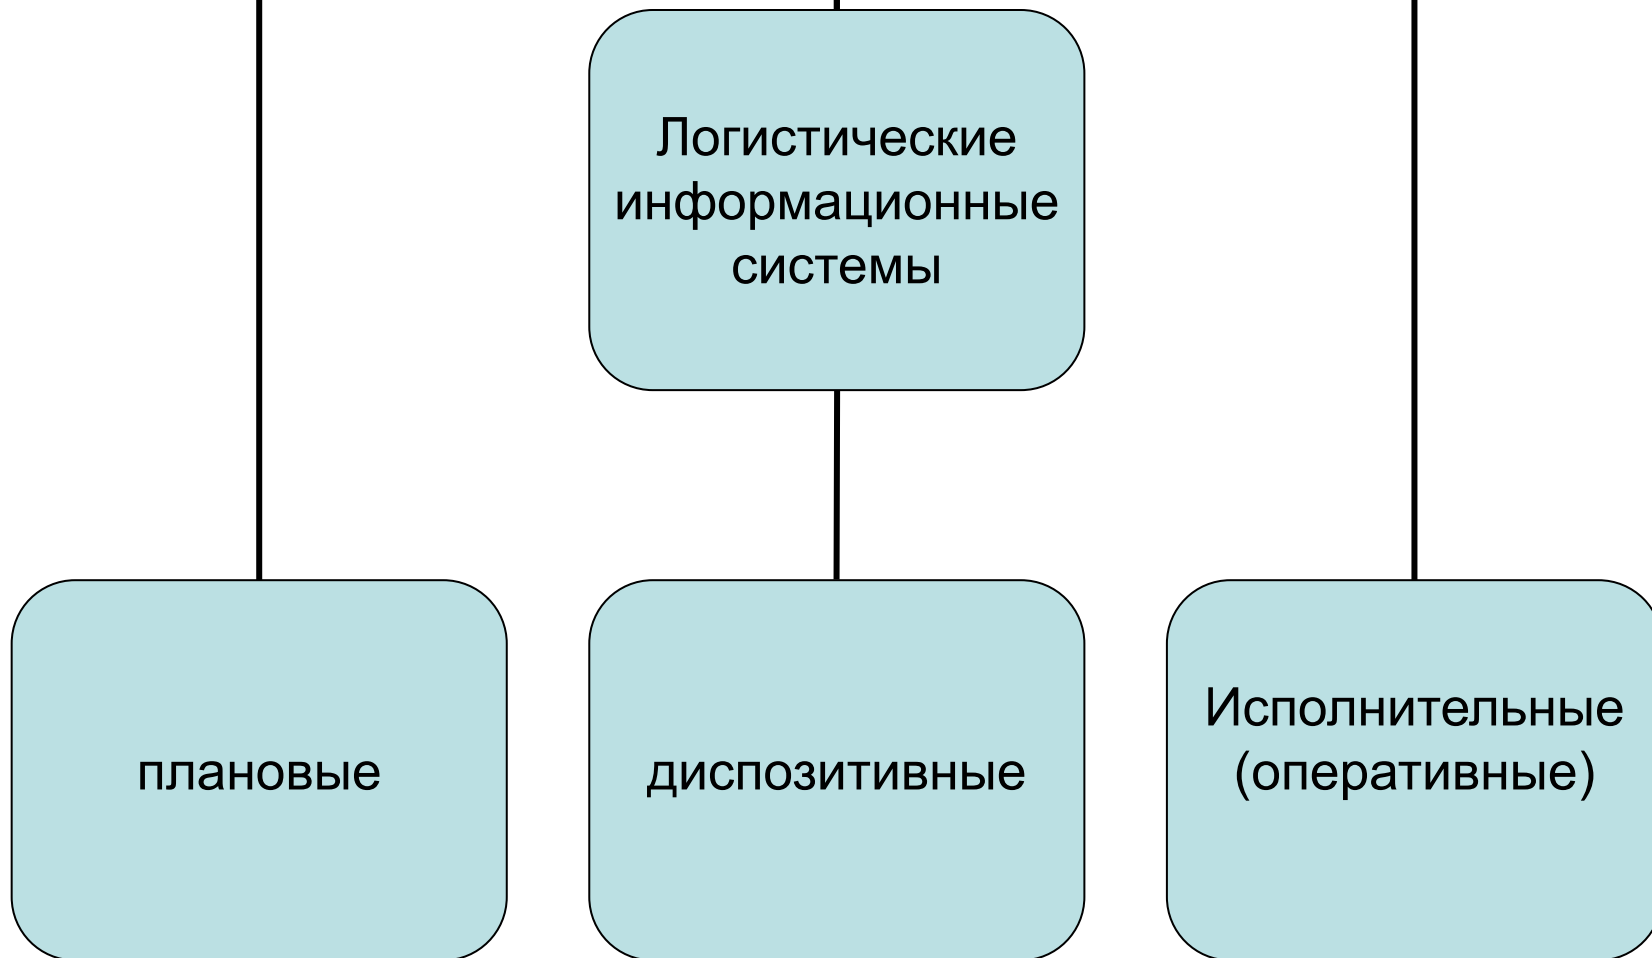 Логистические
информационные
системы
плановые
диспозитивные
Исполнительные
(оперативные)